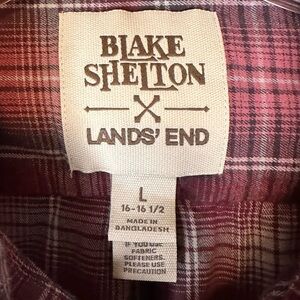 BLAKE
SHELTON
LANDS' END
L
16-16 1/2
MADE IN
BANGLADESH
IF YOU USE
FABRIC
SOFTENERS,
PLEASE USE
PRECAUTION